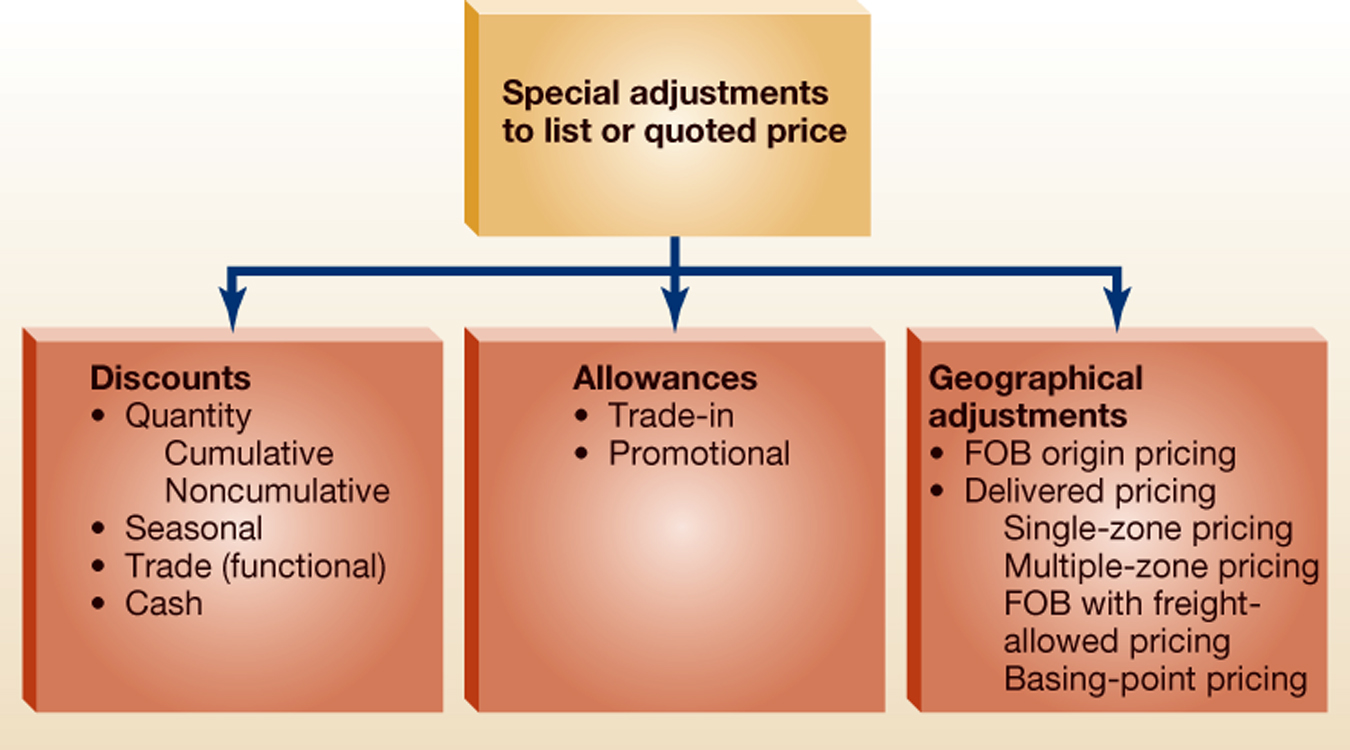 Special adjustments
to list or quoted price
Discounts
• Quantity
Cumulative
Noncumulative
• Seasonal
• Trade (functional)
• Cash
Allowances
• Trade-in
• Promotional
Geographical
adjustments
• FOB origin pricing
• Delivered pricing
Single-zone pricing
Multiple-zone pricing
FOB with freight-
allowed pricing
Basing-point pricing